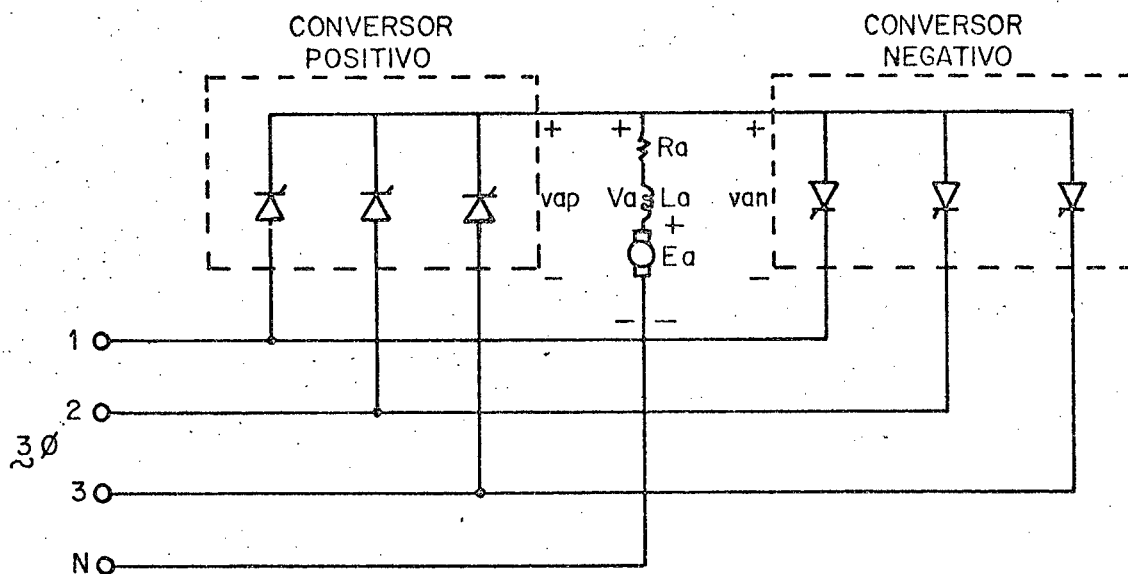 CONVERSOR
POSITIVO
CONVERSOR
NEGATIVO
+ + +
Ra
vap Va La van
+
Ea
- -
- -
1
2
3Ø
~
3
N